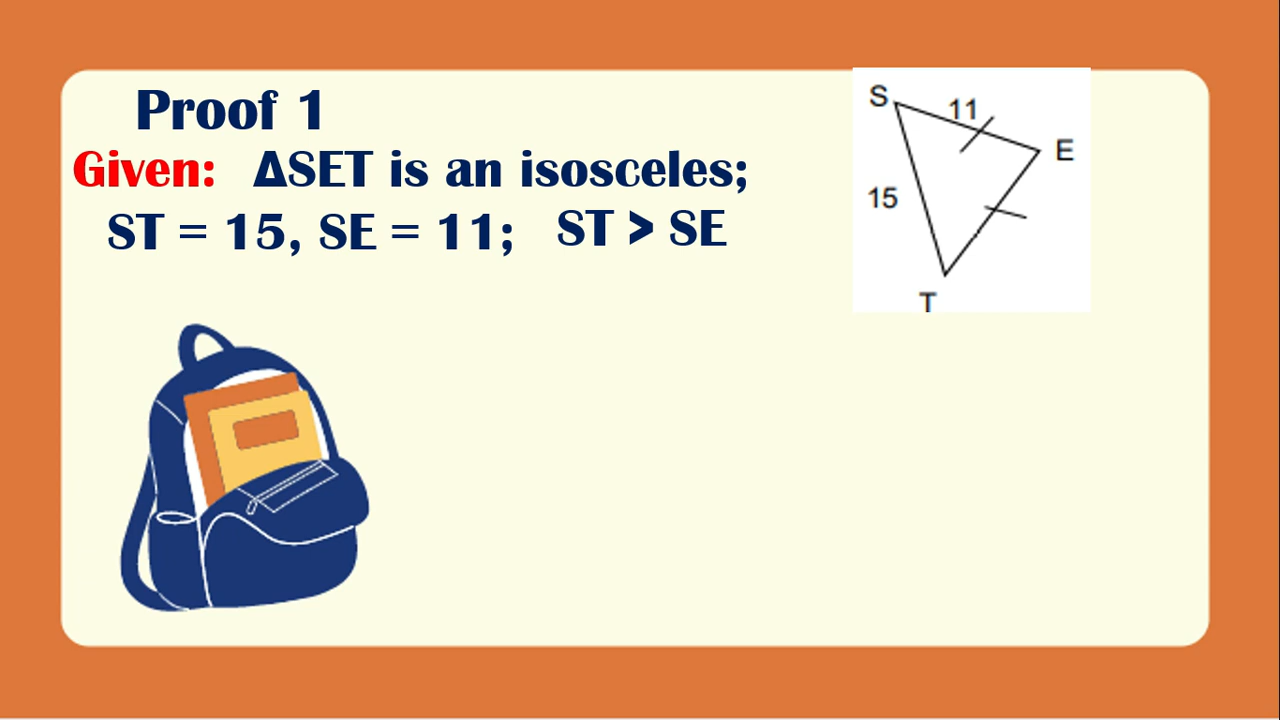 Proof 1
Given: ΔSET is an isosceles;
ST = 15, SE = 11; ST > SE
S
11
E
15
T